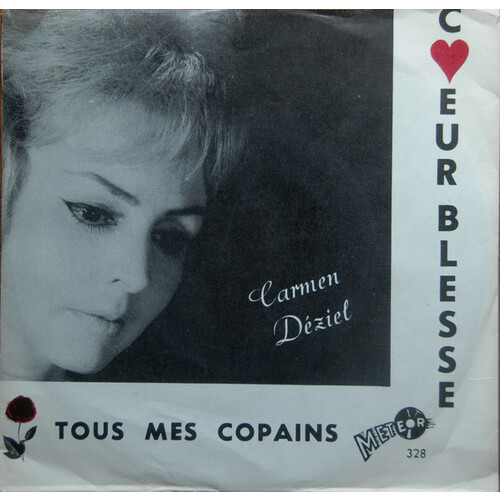 C♥EUR BLESSE
Carmen
Déziel
TOUS MES COPAINS
METEOR
328